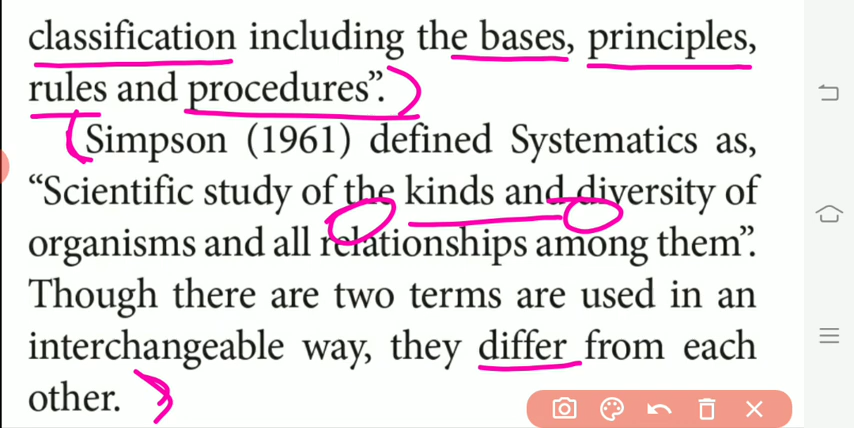 classification including the bases, principles,
rules and procedures”.
Simpson (1961) defined Systematics as,
“Scientific study of the kinds and diversity of
organisms and all relationships among them”.
Though there are two terms are used in an
interchangeable way, they differ from each
other.